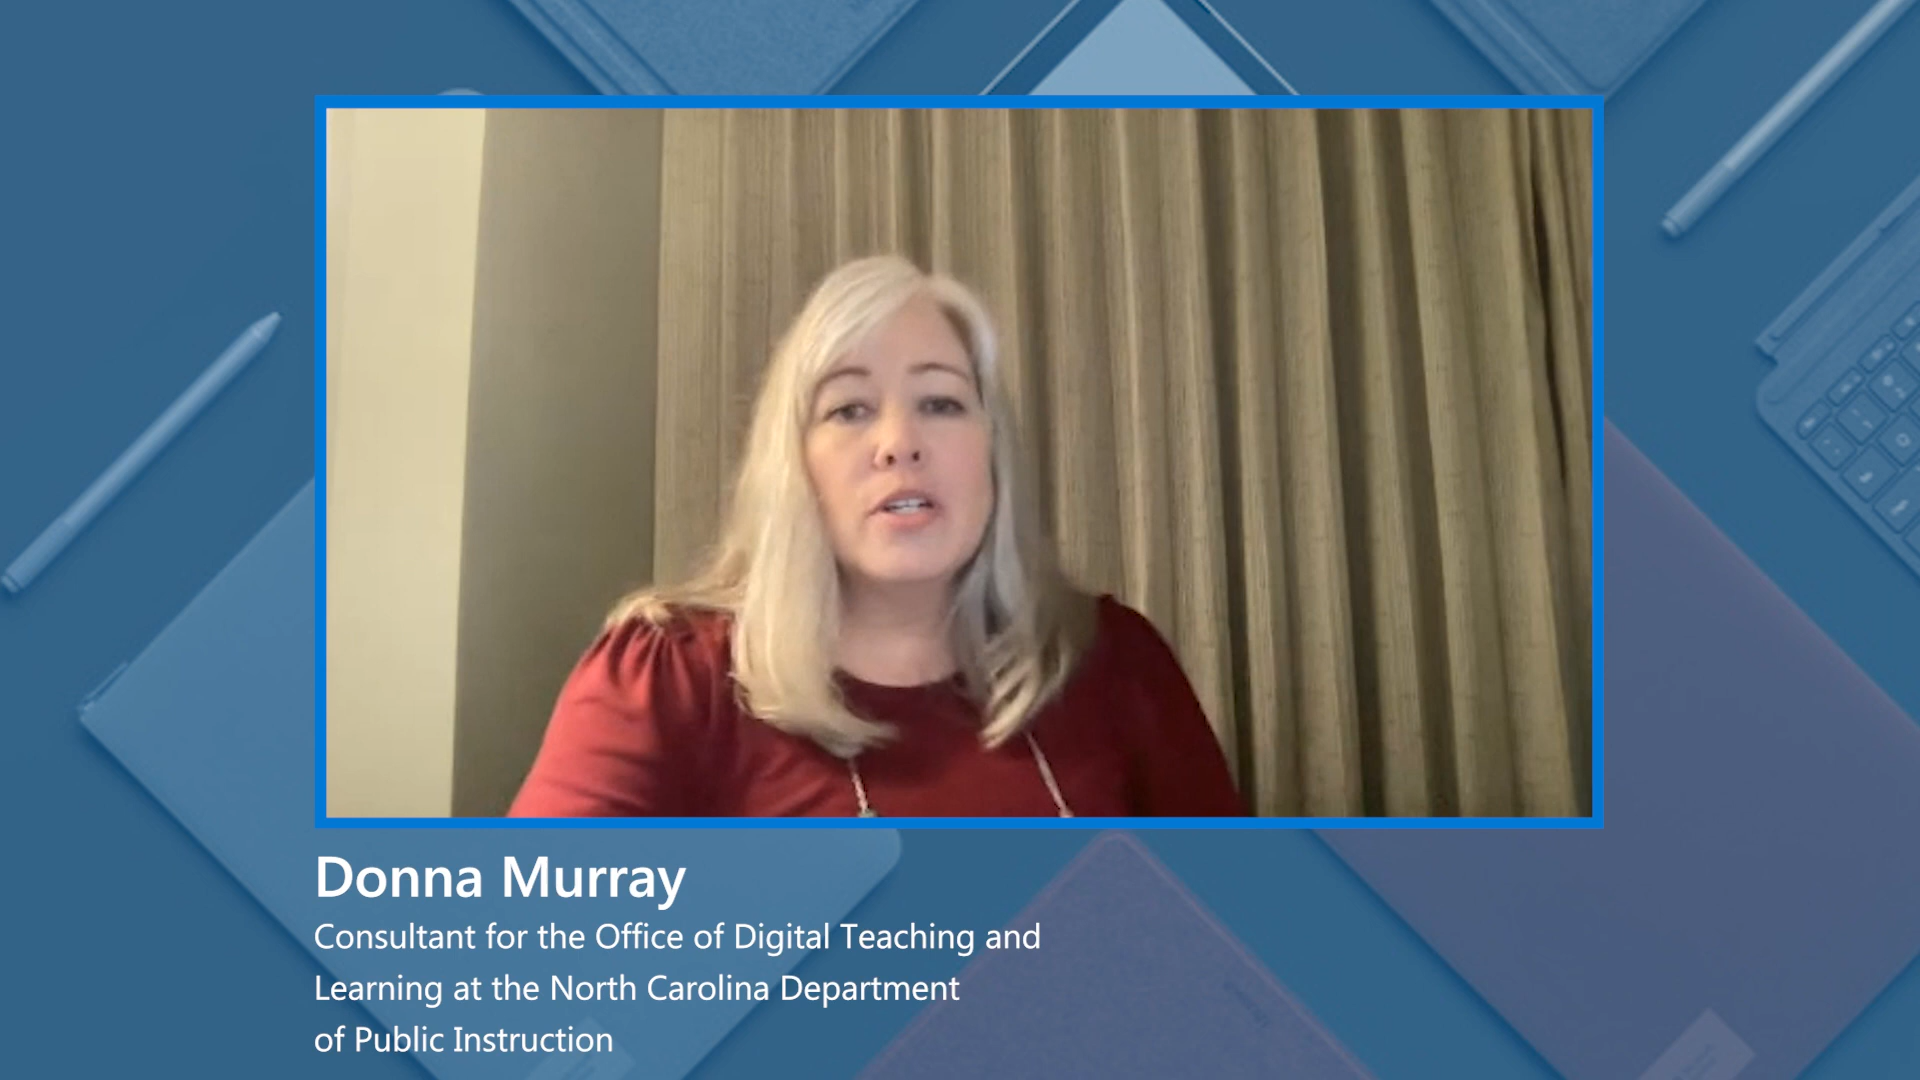 Donna Murray
Consultant for the Office of Digital Teaching and
Learning at the North Carolina Department
of Public Instruction